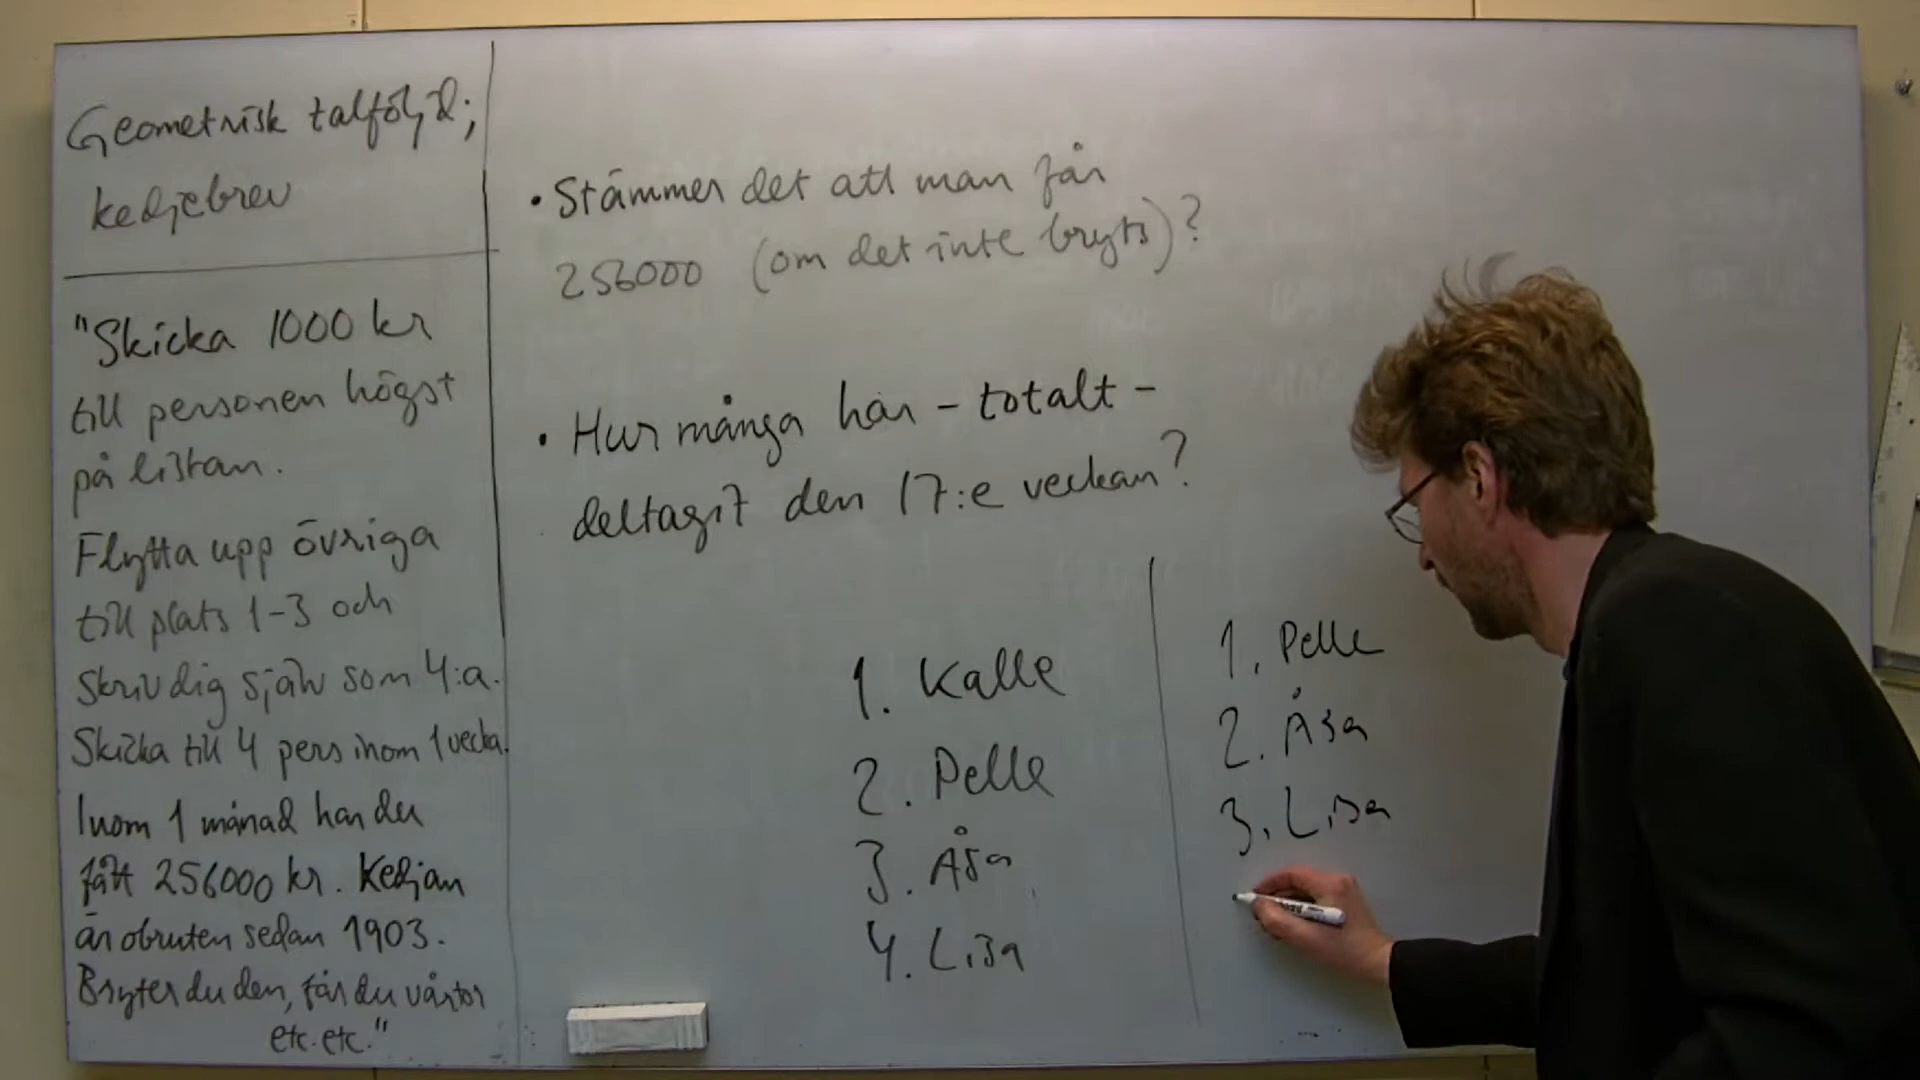 Geometrisk talföljd;
kedjebrev
"Skicka 1000 kr
till personen högst
på listan.
Flytta upp övriga
till plats 1-3 och
skriv dig själv som 4:a.
Skicka till 4 pers inom 1 vecka.
Inom 1 månad har du
fått 256000 kr. Kedjan
är obruten sedan 1903.
Bryter du den, får du vårtor
etc. etc."
• Stämmer det att man får
256000 (om det inte bryts)?
• Hur många har - totalt -
deltagit den 17:e veckan?
1. Kalle
2. Pelle
3. Åsa
4. Lisa
1. Pelle
2. Åsa
3. Lisa